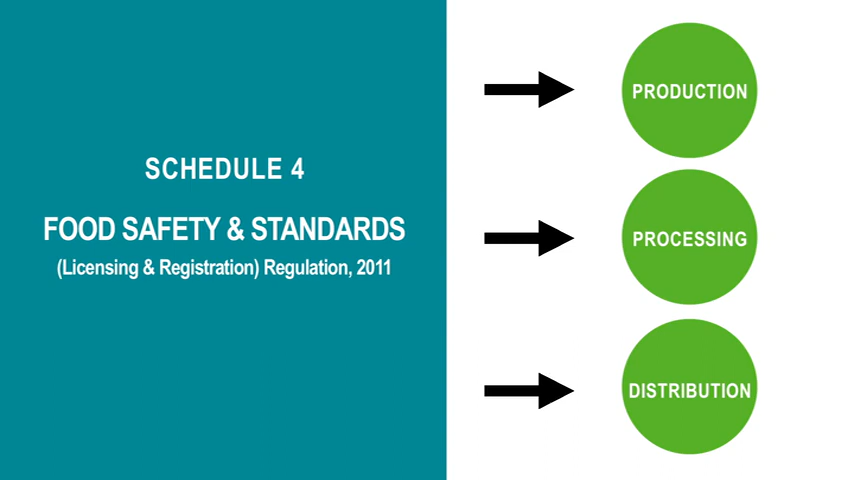 SCHEDULE 4
FOOD SAFETY & STANDARDS
(Licensing & Registration) Regulation, 2011
PRODUCTION
PROCESSING
DISTRIBUTION